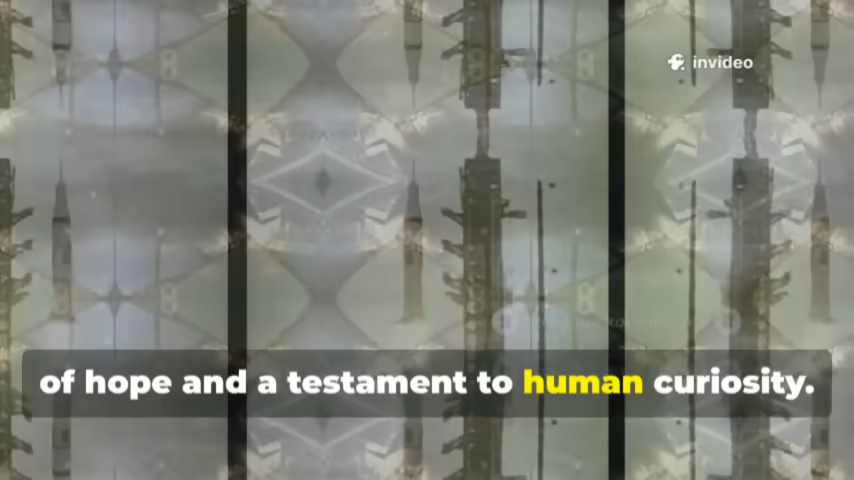 invideo
of hope and a testament to human curiosity.